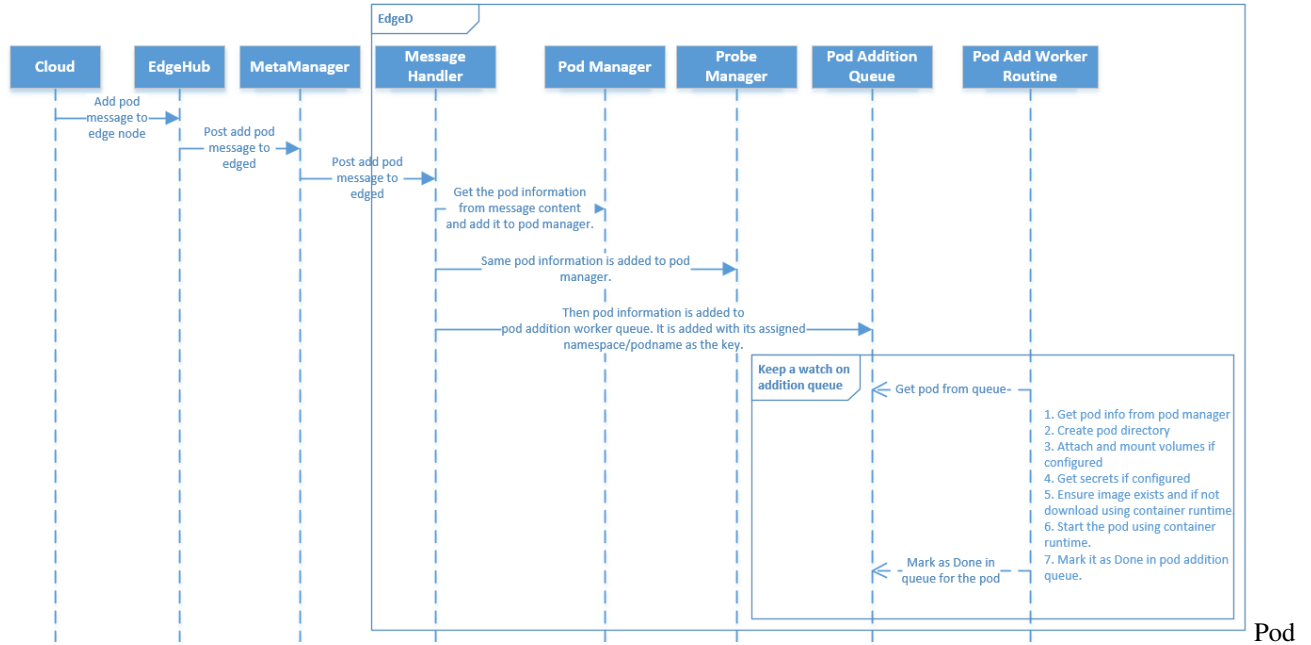 EdgeD
Cloud
EdgeHub
MetaManager
Message
Handler
Pod Manager
Probe
Manager
Pod Addition
Queue
Pod Add Worker
Routine
Add pod
message to
edge node
Post add pod
message to
edged
Post add pod
message to
edged
Get the pod information
from message content
and add it to pod manager.
Same pod information is added to pod
manager.
Then pod information is added to
pod addition worker queue. It is added with its assigned
namespace/podname as the key.
Keep a watch on
addition queue
Get pod from queue
1. Get pod info from pod manager
2. Create pod directory
3. Attach and mount volumes if
configured
4. Get secrets if configured
5. Ensure image exists and if not
download using container runtime.
6. Start the pod using container
runtime.
7. Mark it as Done in pod addition
queue.
Mark as Done in
queue for the pod
Pod